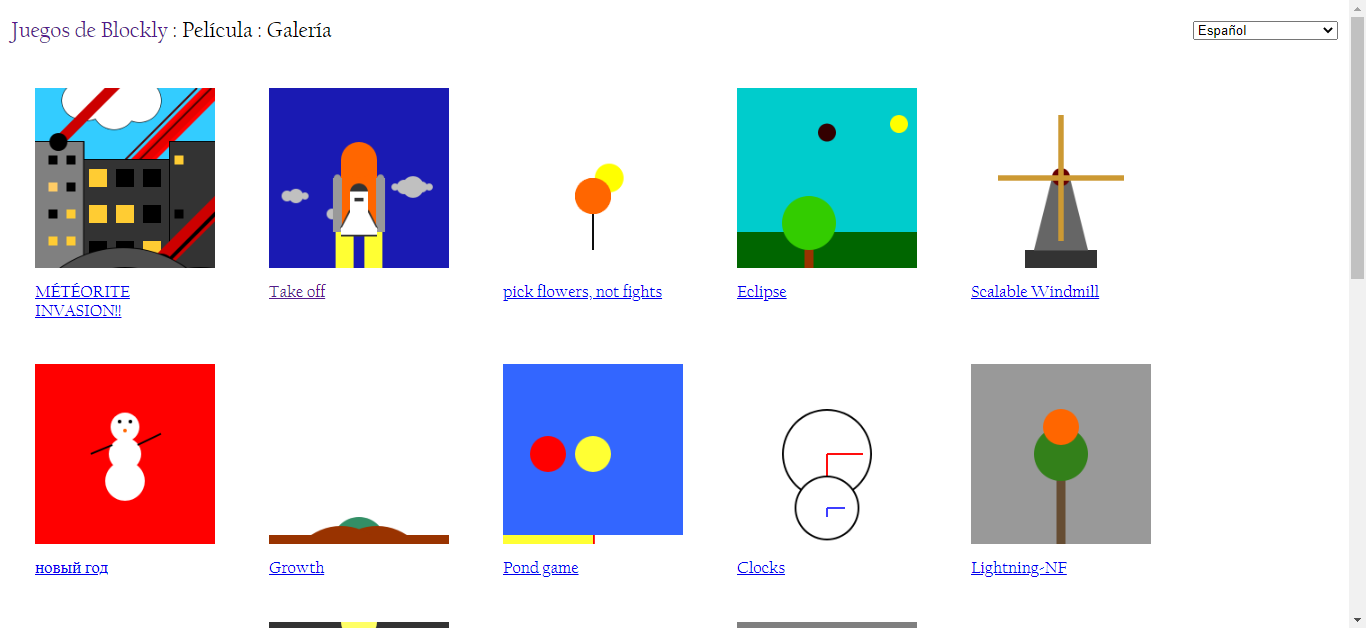 Juegos de Blockly : Película : Galería
Español
MÉTÉORITE
INVASION!!
Take off
pick flowers, not fights
Eclipse
Scalable Windmill
новый год
Growth
Pond game
Clocks
Lightning-NF